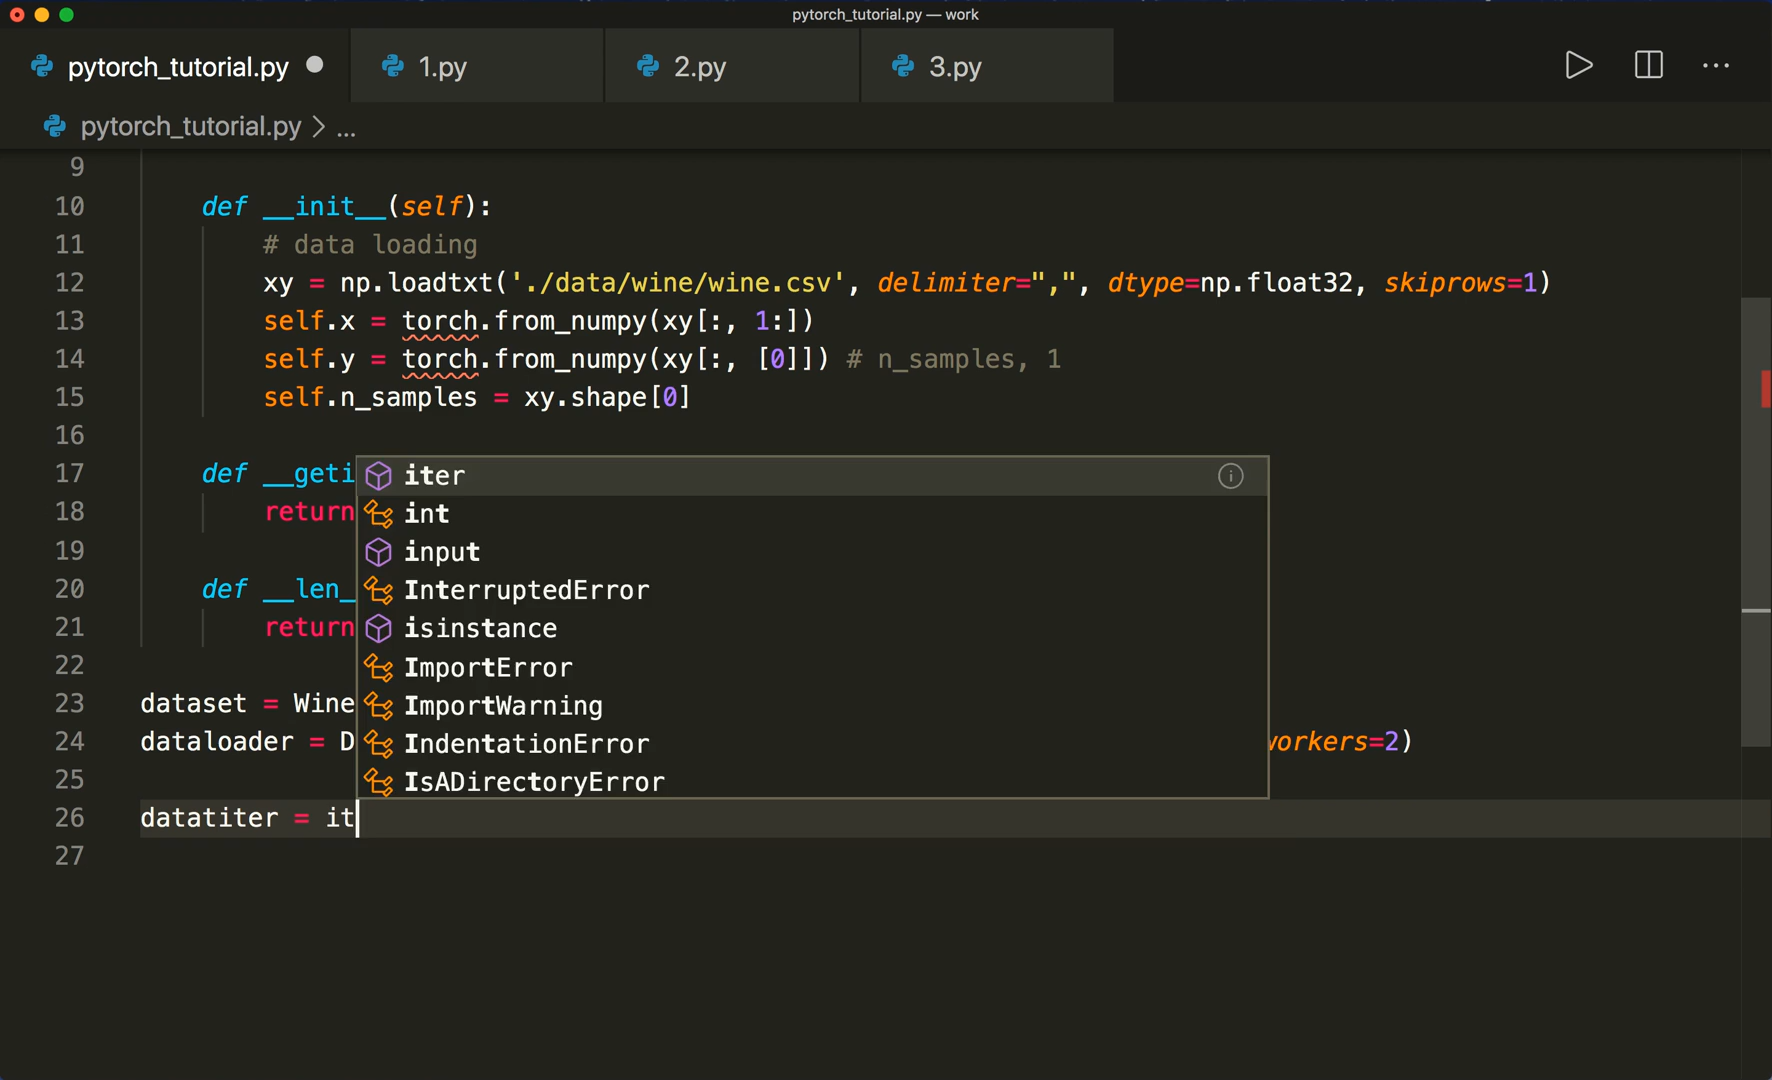 pytorch_tutorial.py — work
pytorch_tutorial.py 1.py 2.py 3.py ...
pytorch_tutorial.py > ...
9
10 def __init__(self):
11 # data loading
12 xy = np.loadtxt('./data/wine/wine.csv', delimiter=",", dtype=np.float32, skiprows=1)
13 self.x = torch.from_numpy(xy[:, 1:])
14 self.y = torch.from_numpy(xy[:, [0]]) # n_samples, 1
15 self.n_samples = xy.shape[0]
16
17 def __geti
iter
18 return
int
19
input
20 def __len_
InterruptedError
21 return
isinstance
22
ImportError
23 dataset = Wine
ImportWarning
24 dataloader = D
IndentationError
workers=2)
25
IsADirectoryError
26 datatiter = it
27